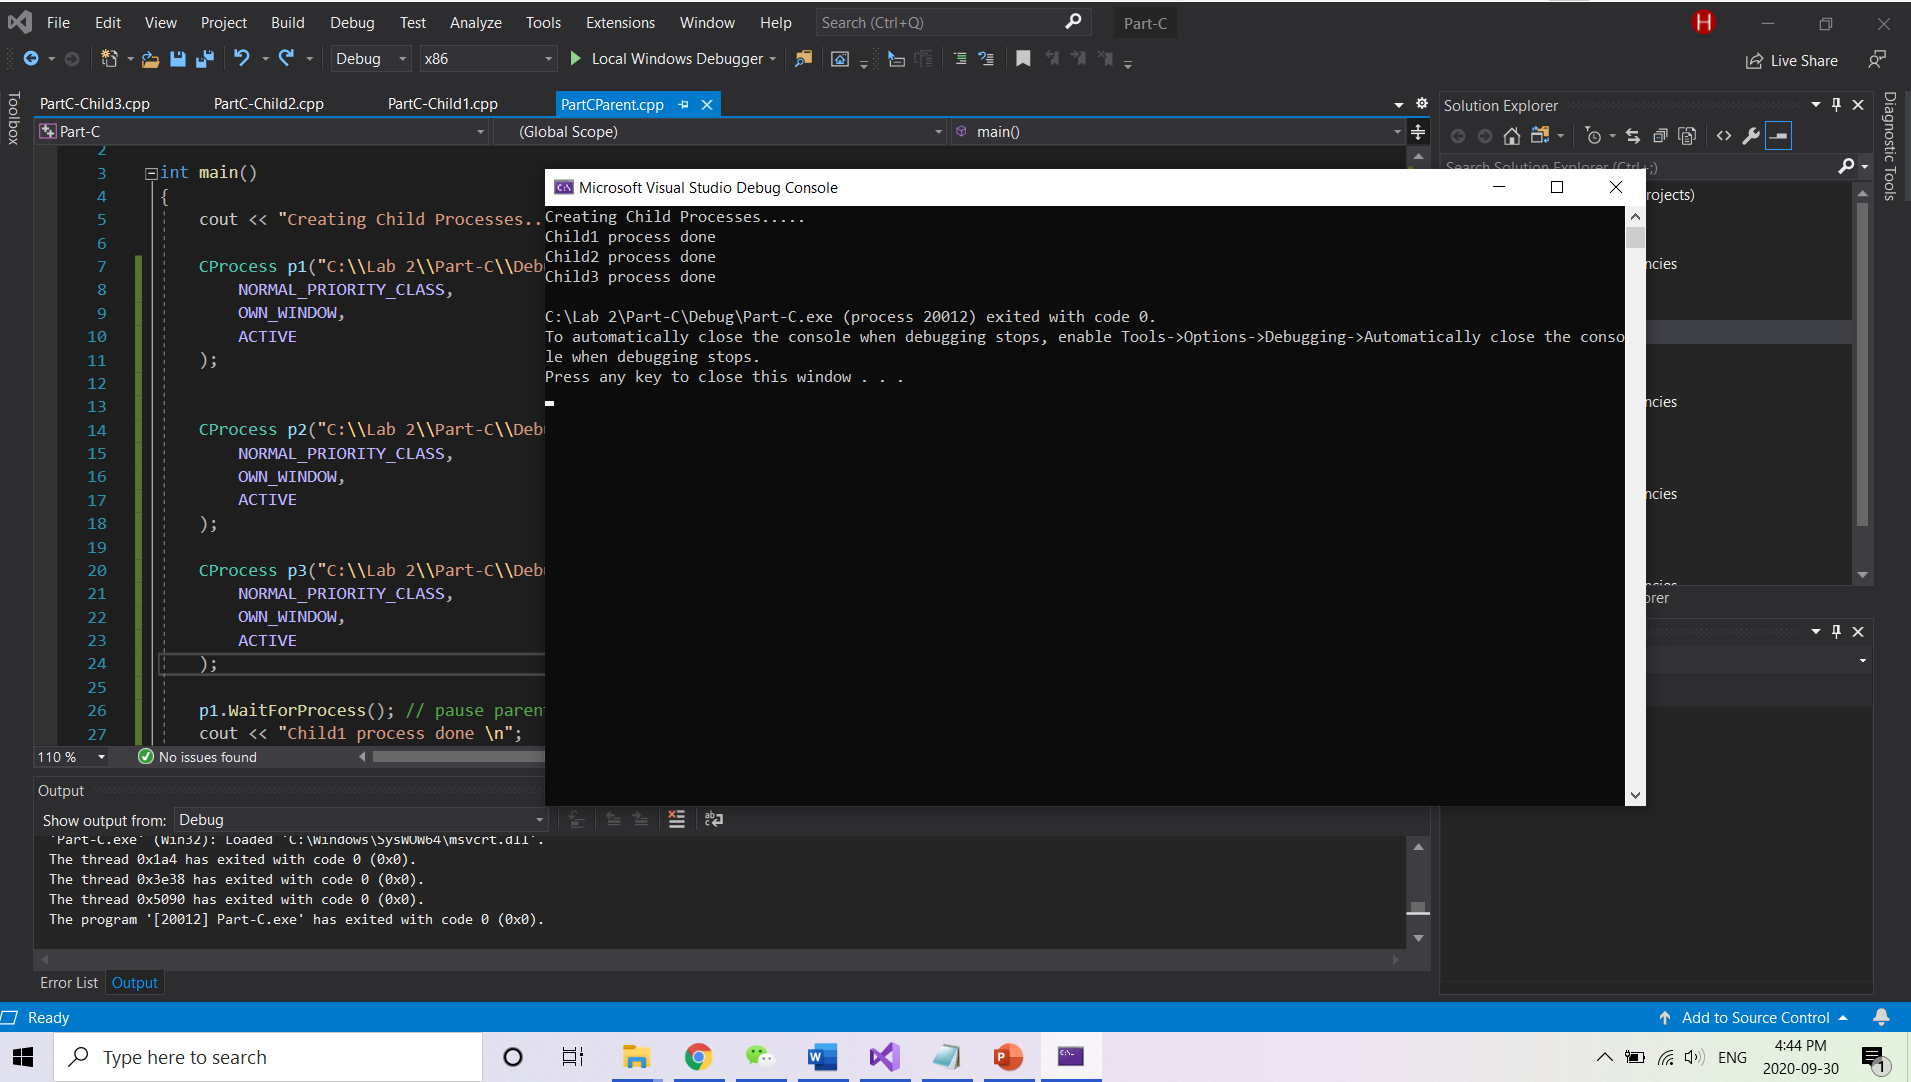 File Edit View Project Build Debug Test Analyze Tools Extensions Window Help Search (Ctrl+Q) Part-C H
Debug x86 Local Windows Debugger Live Share
Toolbox
PartC-Child3.cpp PartC-Child2.cpp PartC-Child1.cpp PartCParent.cpp
Part-C (Global Scope) main()
2
3 int main()
4 {
5 cout << "Creating Child Processes..
6
7 CProcess p1("C:\\Lab 2\\Part-C\\Deb
8 NORMAL_PRIORITY_CLASS,
9 OWN_WINDOW,
10 ACTIVE
11 );
12
13
14 CProcess p2("C:\\Lab 2\\Part-C\\Deb
15 NORMAL_PRIORITY_CLASS,
16 OWN_WINDOW,
17 ACTIVE
18 );
19
20 CProcess p3("C:\\Lab 2\\Part-C\\Deb
21 NORMAL_PRIORITY_CLASS,
22 OWN_WINDOW,
23 ACTIVE
24 );
25
26 p1.WaitForProcess(); // pause paren
27 cout << "Child1 process done \n";
110 % No issues found
Microsoft Visual Studio Debug Console
Creating Child Processes.....
Child1 process done
Child2 process done
Child3 process done
C:\Lab 2\Part-C\Debug\Part-C.exe (process 20012) exited with code 0.
To automatically close the console when debugging stops, enable Tools->Options->Debugging->Automatically close the conso
le when debugging stops.
Press any key to close this window . . .
Solution Explorer
Search Solution Explorer (Ctrl+;)
rojects)
ncies
ncies
ncies
ncies
orer
Diagnostic Tools
Output
Show output from: Debug
'Part-C.exe' (Win32): Loaded 'C:\Windows\SysWOW64\msvcrt.dll'.
The thread 0x1a4 has exited with code 0 (0x0).
The thread 0x3e38 has exited with code 0 (0x0).
The thread 0x5090 has exited with code 0 (0x0).
The program '[20012] Part-C.exe' has exited with code 0 (0x0).
Error List Output
Ready Add to Source Control
Type here to search
ENG
4:44 PM
2020-09-30
1